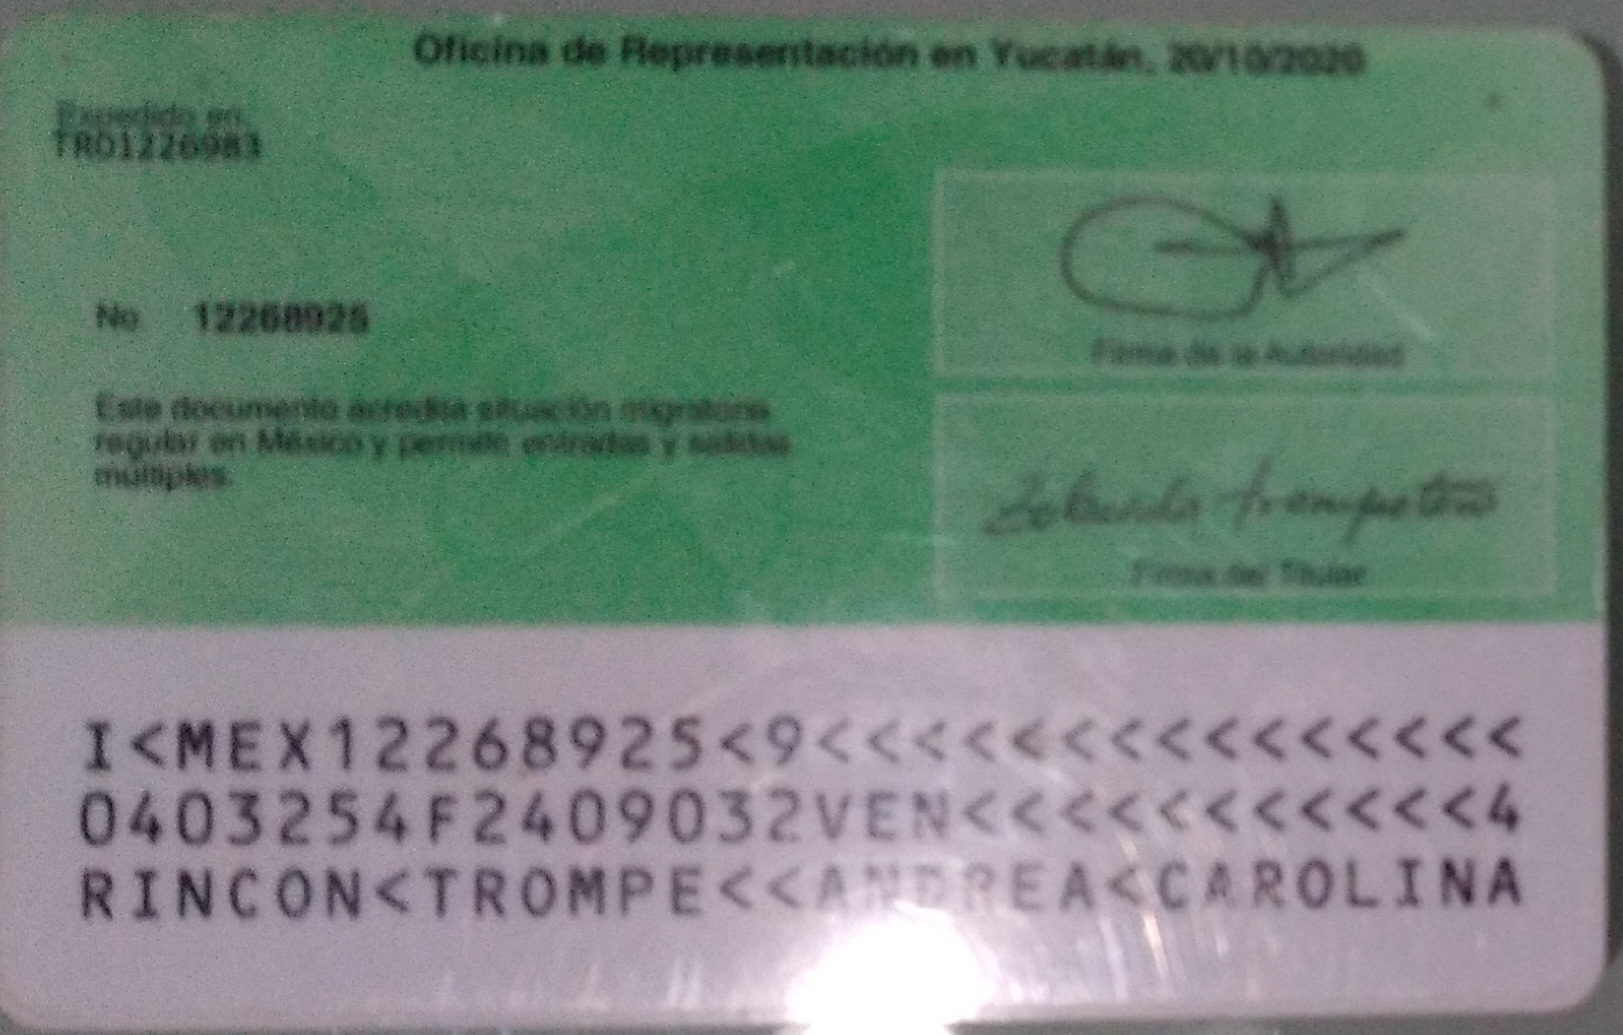 Oficina de Representación en Yucatán, 20/10/2020
Expedido en:
TRO1226983
No 12268925
Este documento acredita situación migratoria
regular en México y permite entradas y salidas
múltiples.
Firma de la Autoridad
trompetero
Firma del Titular
I<MEX12268925<9<<<<<<<<<<<<<<<
0403254F2409032VEN<<<<<<<<<<<4
RINCON<TROMPE<<ANDREA<CAROLINA